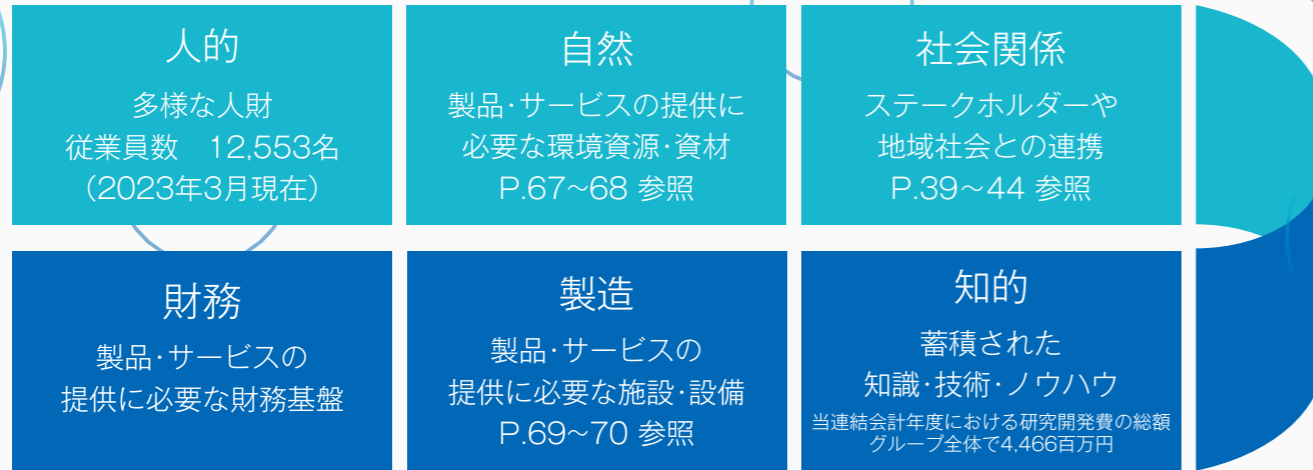 人的
多様な人財
従業員数　12,553名
（2023年3月現在）
自然
製品･サービスの提供に
必要な環境資源･資材
P.67~68 参照
社会関係
ステークホルダーや
地域社会との連携
P.39～44 参照
財務
製品･サービスの
提供に必要な財務基盤
製造
製品･サービスの
提供に必要な施設･設備
P.69~70 参照
知的
蓄積された
知識･技術･ノウハウ
当連結会計年度における研究開発費の総額
グループ全体で4,466百万円